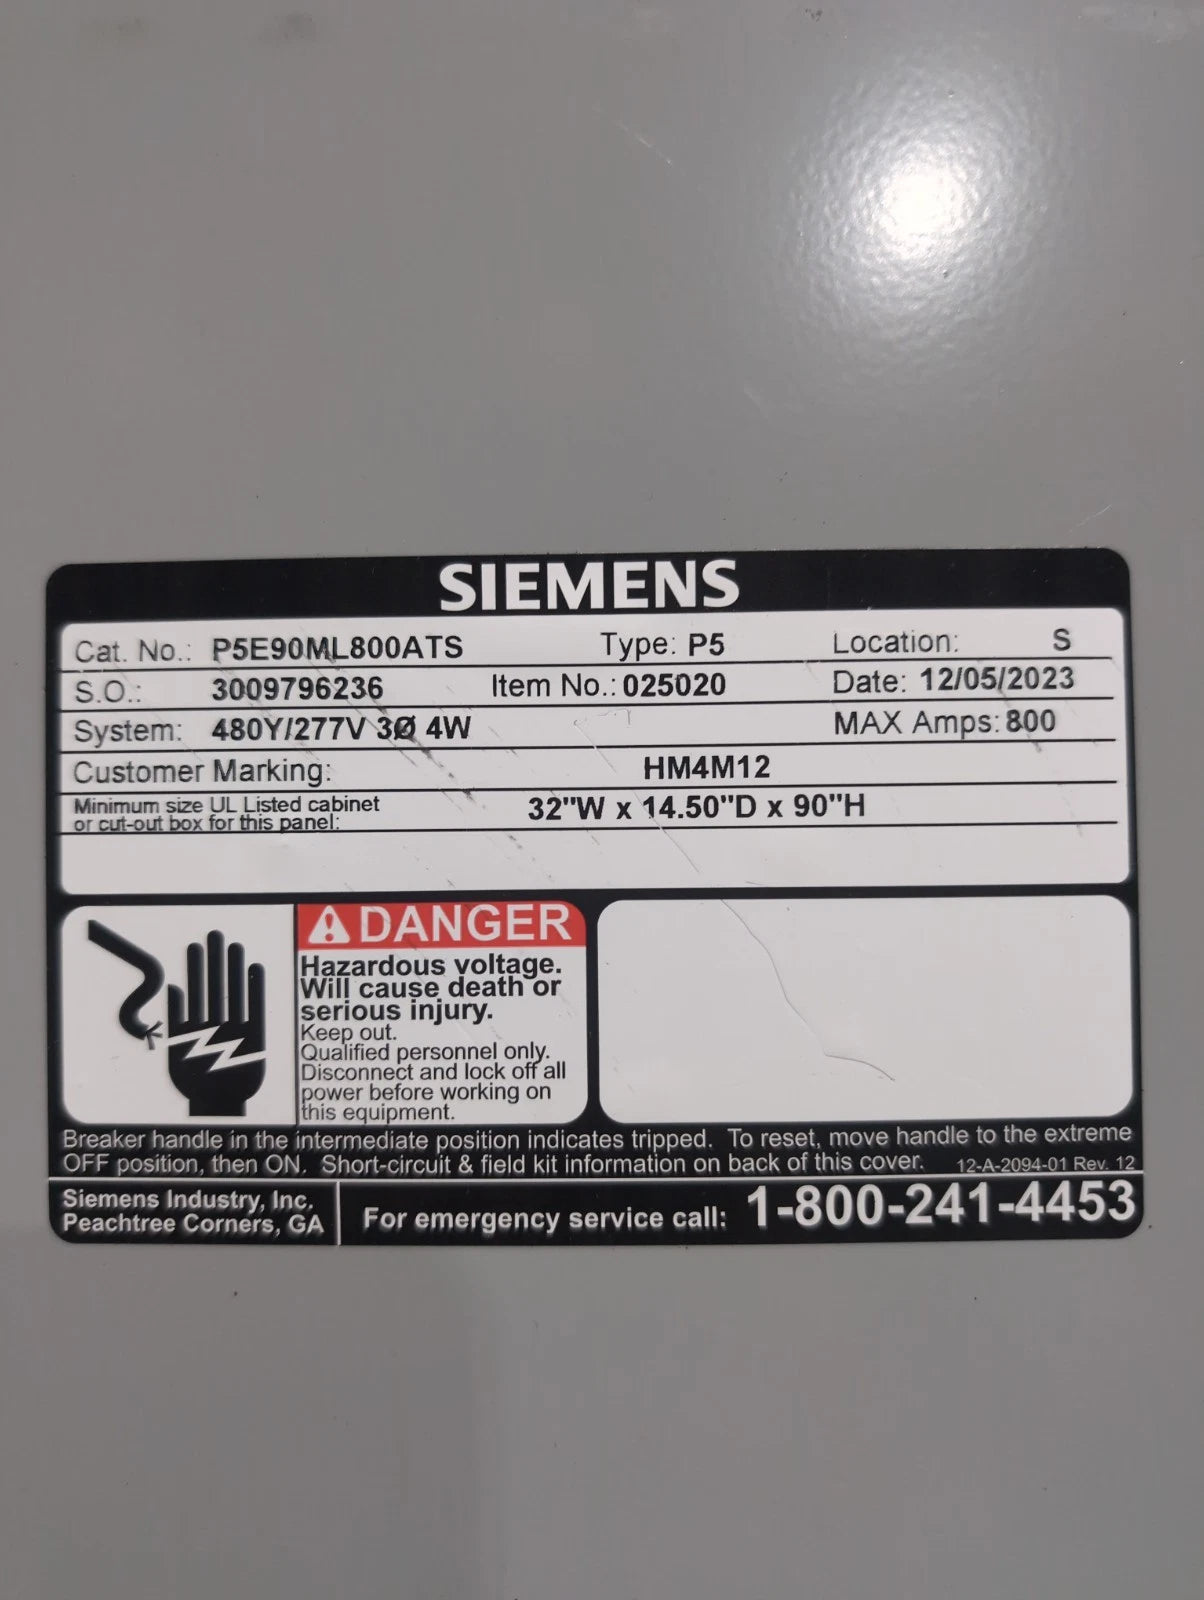 SIEMENS
Cat. No.: P5E90ML800ATS Type: P5 Location: S
S.O.: 3009796236 Item No.: 025020 Date: 12/05/2023
System: 480Y/277V 3Ø 4W MAX Amps: 800
Customer Marking: HM4M12
Minimum size UL Listed cabinet
or cut-out box for this panel: 32"W x 14.50"D x 90"H
DANGER
Hazardous voltage.
Will cause death or
serious injury.
Keep out.
Qualified personnel only.
Disconnect and lock off all
power before working on
this equipment.
Breaker handle in the intermediate position indicates tripped. To reset, move handle to the extreme
OFF position, then ON. Short-circuit & field kit information on back of this cover. 12-A-2094-01 Rev. 12
Siemens Industry, Inc.
Peachtree Corners, GA
For emergency service call: 1-800-241-4453